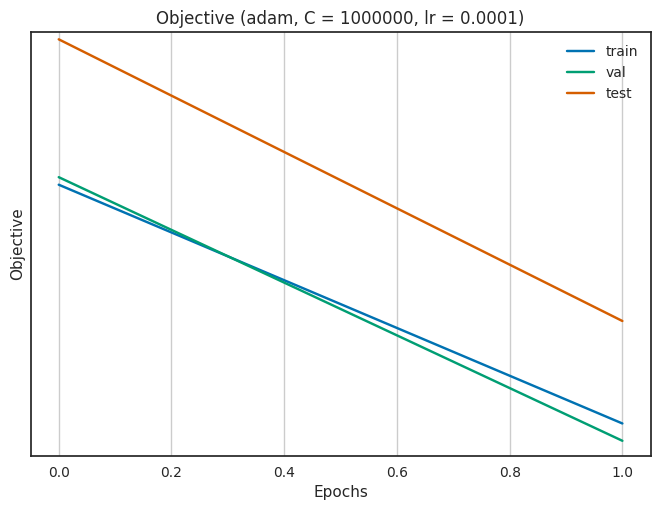 Objective (adam, C = 1000000, lr = 0.0001)
train
val
test
Objective
0.0 0.2 0.4 0.6 0.8 1.0
Epochs